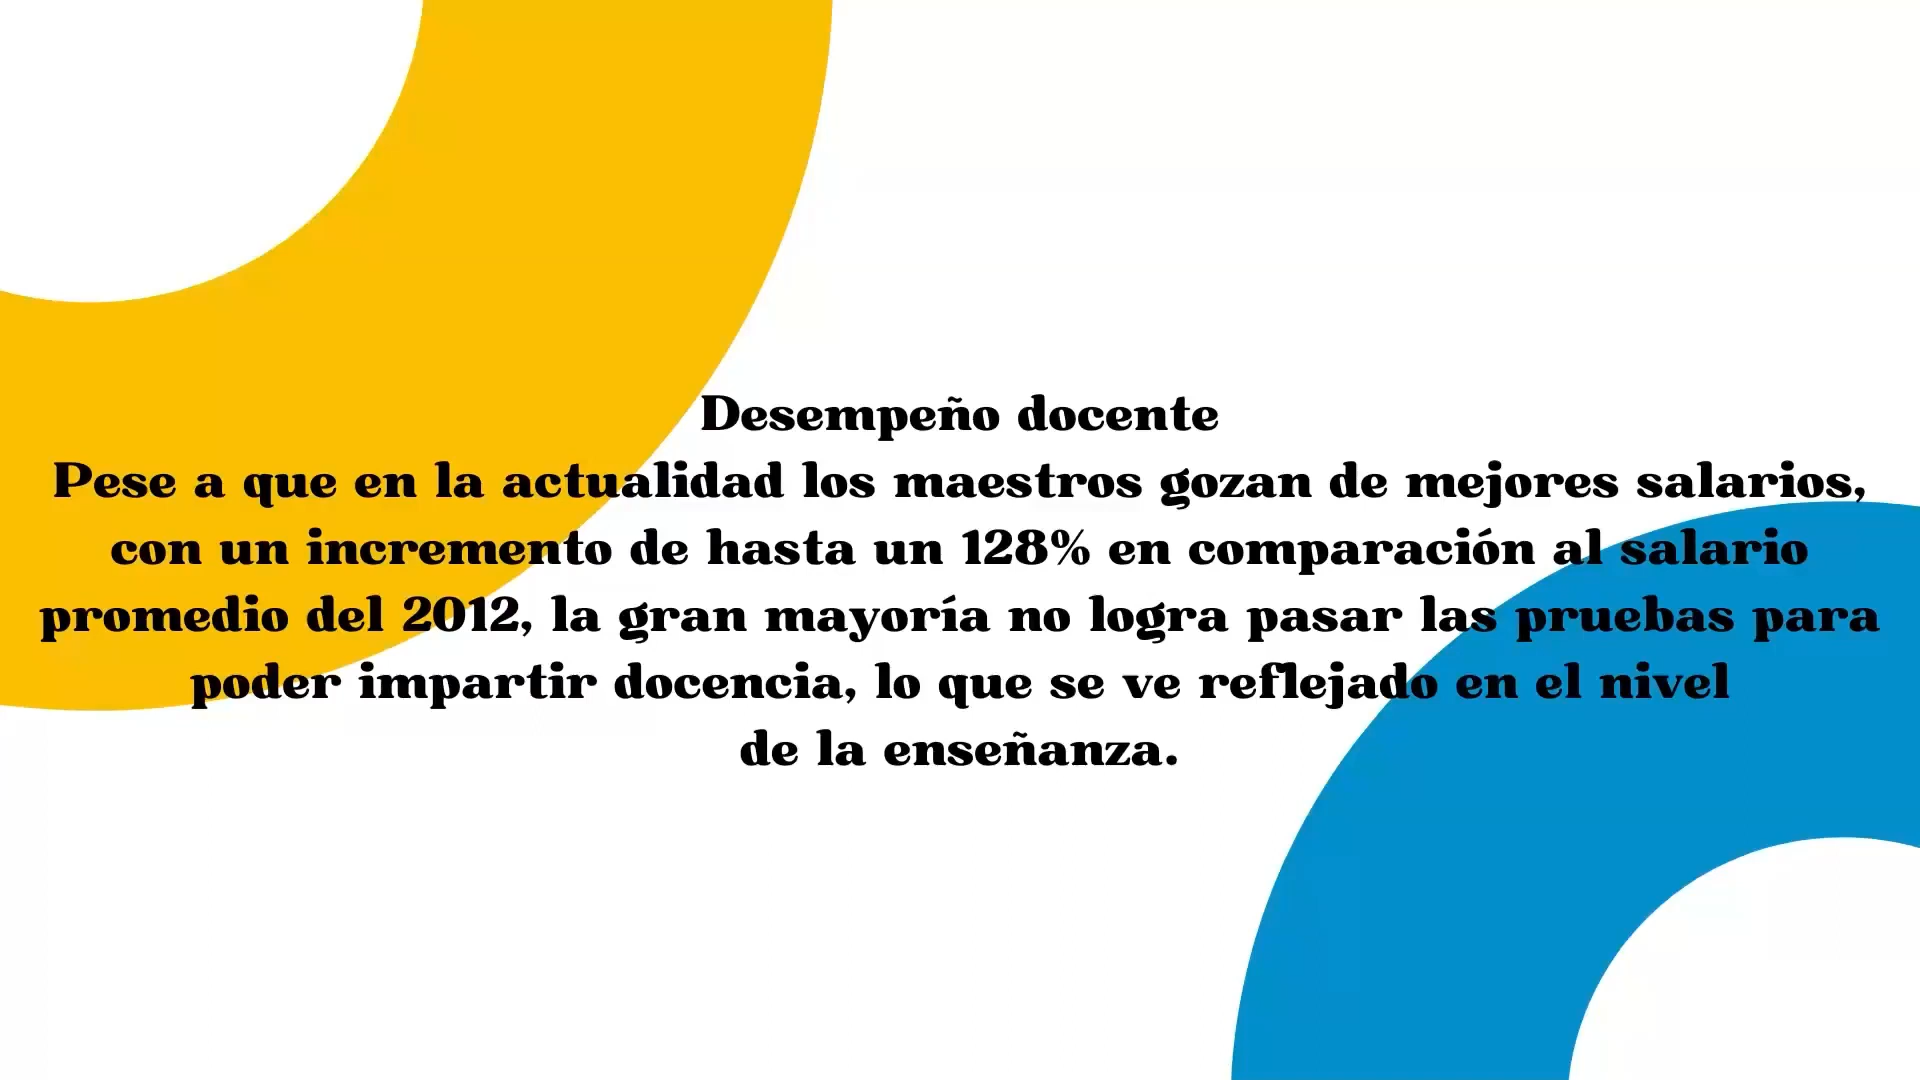 Desempeño docente
Pese a que en la actualidad los maestros gozan de mejores salarios,
con un incremento de hasta un 128% en comparación al salario
promedio del 2012, la gran mayoría no logra pasar las pruebas para
poder impartir docencia, lo que se ve reflejado en el nivel
de la enseñanza.